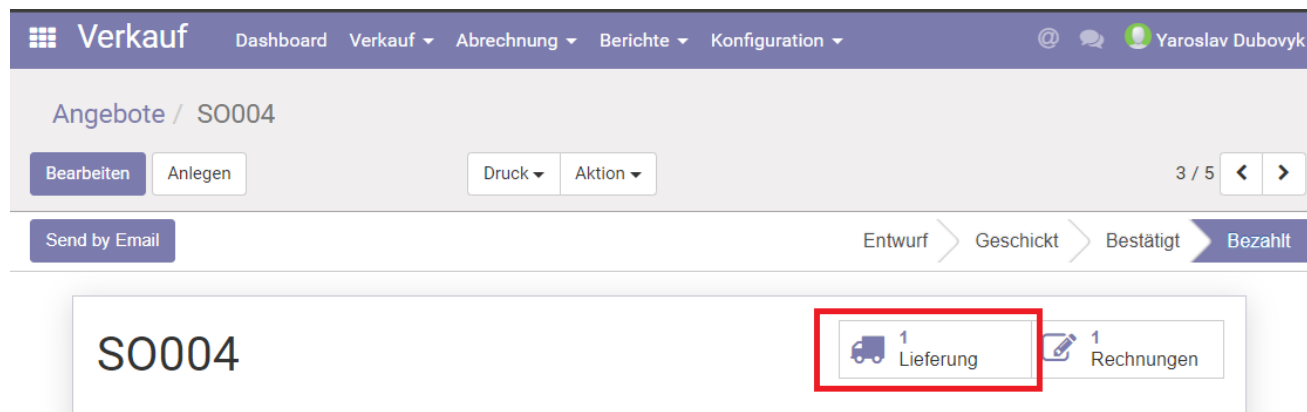 Verkauf Dashboard Verkauf Abrechnung Berichte Konfiguration @ Yaroslav Dubovyk
Angebote / SO004
Bearbeiten Anlegen Druck Aktion 3 / 5
Send by Email Entwurf Geschickt Bestätigt Bezahlt
SO004
1 Lieferung
1 Rechnungen